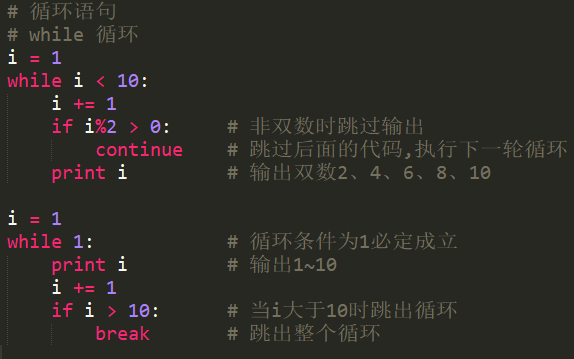 # 循环语句
# while 循环
i = 1
while i < 10:
    i += 1
    if i%2 > 0:     # 非双数时跳过输出
        continue    # 跳过后面的代码,执行下一轮循环
    print i         # 输出双数2、4、6、8、10

i = 1
while 1:            # 循环条件为1必定成立
    print i         # 输出1~10
    i += 1
    if i > 10:      # 当i大于10时跳出循环
        break       # 跳出整个循环